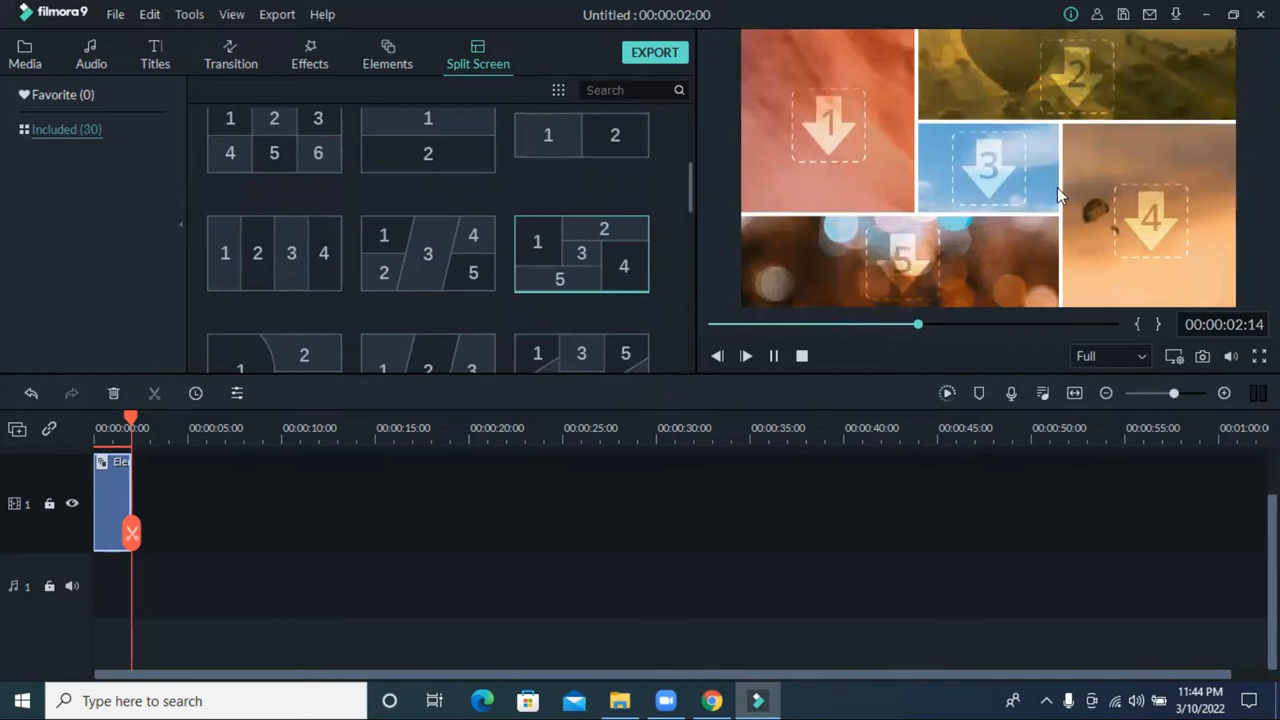 filmora9 File Edit Tools View Export Help Untitled : 00:00:02:00
Media Audio Titles Transition Effects Elements Split Screen EXPORT
Favorite (0) Search
Included (30)
1 2 3
4 5 6
1
2
1 2
1 2 3 4
1 2 3 4 5
1 2 3 4 5
1 2
1 2 3
1 3 5
1
2
3
4
5
00:00:02:14
Full
00:00:00:00 00:00:05:00 00:00:10:00 00:00:15:00 00:00:20:00 00:00:25:00 00:00:30:00 00:00:35:00 00:00:40:00 00:00:45:00 00:00:50:00 00:00:55:00 00:01:00:0
Ele
1
1
Type here to search
11:44 PM
3/10/2022